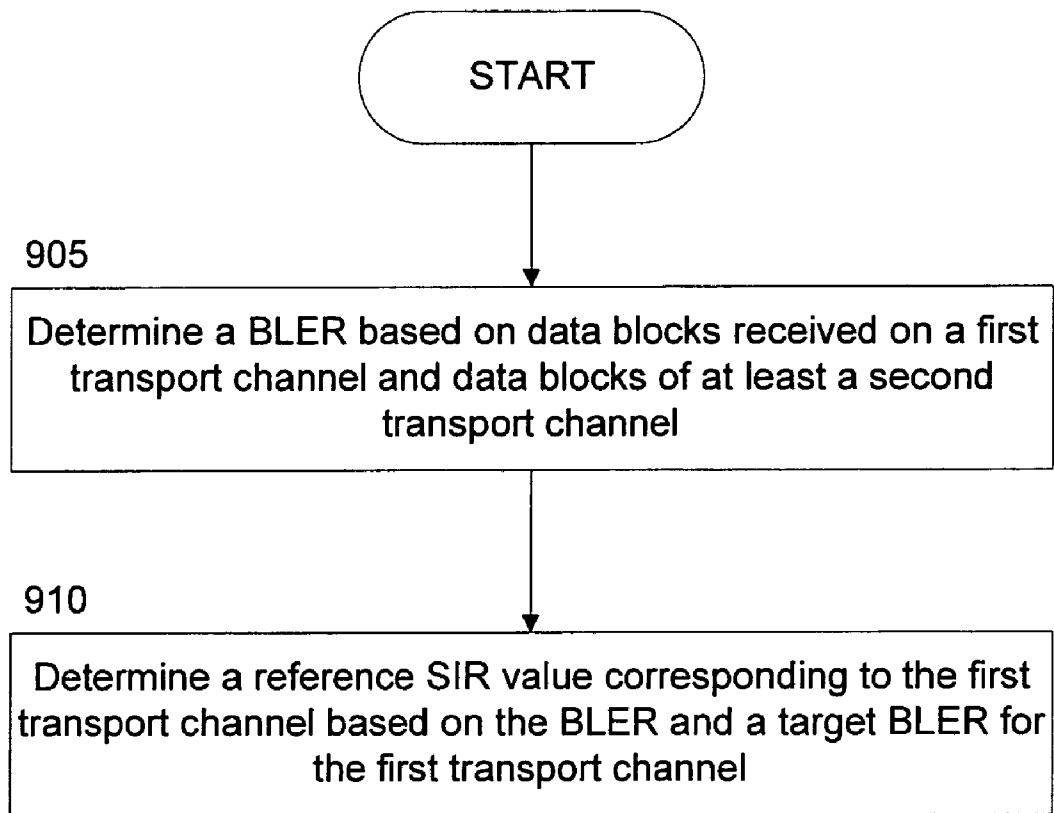 START
905
Determine a BLER based on data blocks received on a first
transport channel and data blocks of at least a second
transport channel
910
Determine a reference SIR value corresponding to the first
transport channel based on the BLER and a target BLER for
the first transport channel